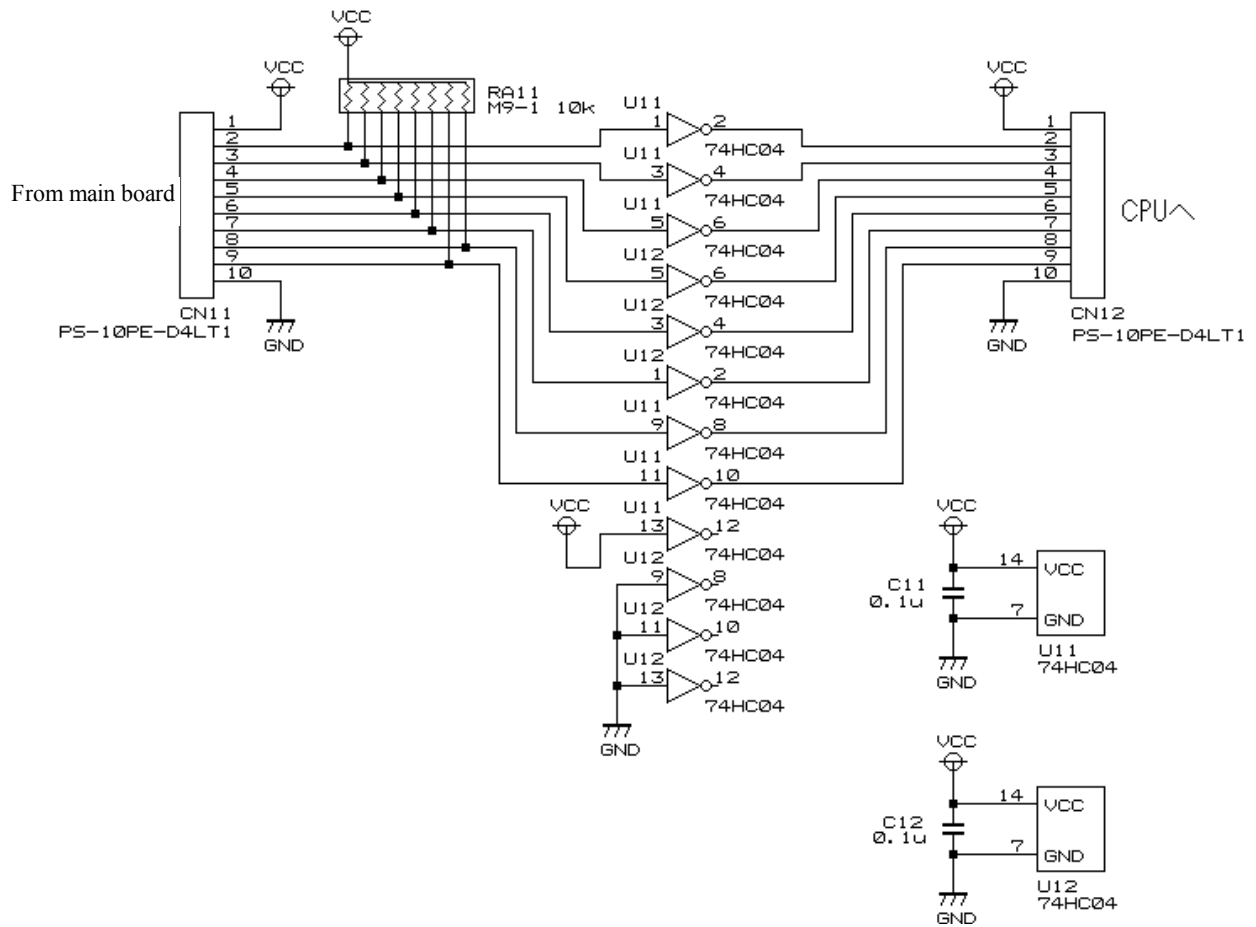 VCC
VCC
RA11
M9-1 10k
1
2
3
4
5
6
7
8
9
10
From main board
CN11
PS-10PE-D4LT1
GND
U11
1
2
74HC04
U11
3
4
74HC04
U11
5
6
74HC04
U12
5
6
74HC04
U12
3
4
74HC04
U12
1
2
74HC04
U11
9
8
74HC04
U11
11
10
74HC04
VCC
U11
13
12
74HC04
U12
9
8
74HC04
U12
11
10
74HC04
U12
13
12
74HC04
GND
VCC
1
2
3
4
5
6
7
8
9
10
CPUへ
CN12
PS-10PE-D4LT1
GND
VCC
14
VCC
C11
0.1u
7
GND
U11
74HC04
GND
VCC
14
VCC
C12
0.1u
7
GND
U12
74HC04
GND